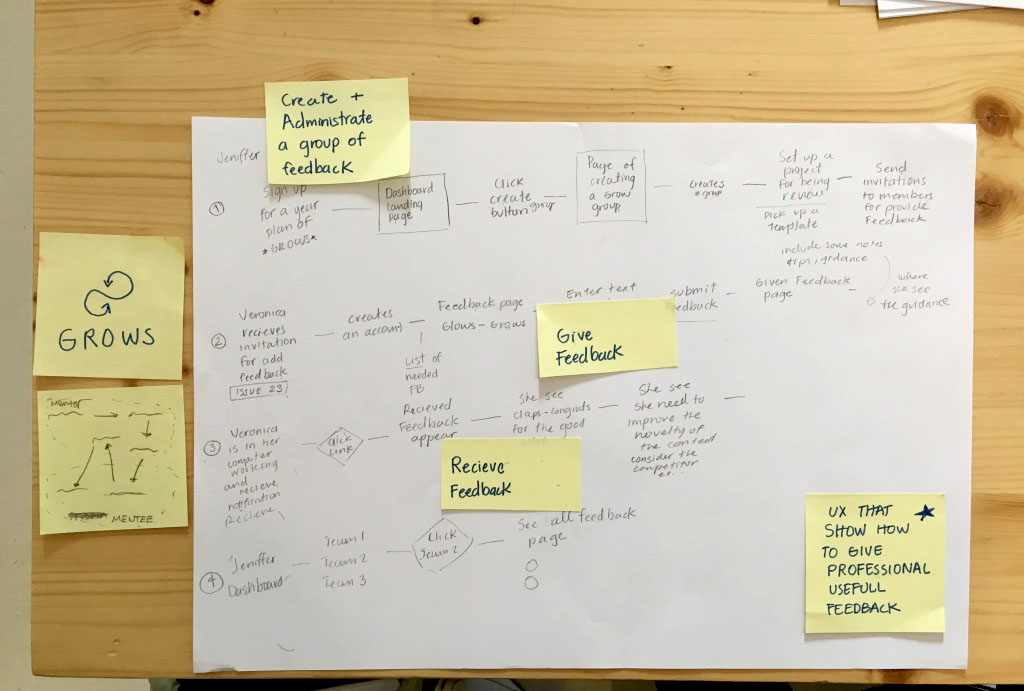 Create +
Administrate
a group of
feedback
Jeniffer
①
Sign up
for a year
plan of
*GROWS*
Dashboard
Landing
page
Click
create
button group
Page of
creating
a Grow
group
creates
group
Set up a
project
for being
review
Pick up a
Template
include some notes
tips, guidance
Send
invitations
to members
for provide
Feedback
where
she see
the guidance
GROWS
②
Veronica
recieves
invitation
for add
feedback
ISSUE 23
creates
an account
Feedback page
Glows - Grows
List of
needed
FB
Enter text
Give
Feedback
submit
feedback
Given Feedback
page
③
Veronica
is in her
computer
working
and
recieve
notification
Recieve
Click
Link
Recieved
Feedback
appear
She see
claps-congrats
for the good
Recieve
Feedback
She see
she need to
improve the
novelty of
the content
consider the
competitor
Mentor
MENTEE
④
Jeniffer
Dashboard
Team 1
Team 2
Team 3
Click
Team 2
See all feedback
page
UX THAT
SHOW HOW
TO GIVE
PROFESSIONAL
USEFULL
FEEDBACK